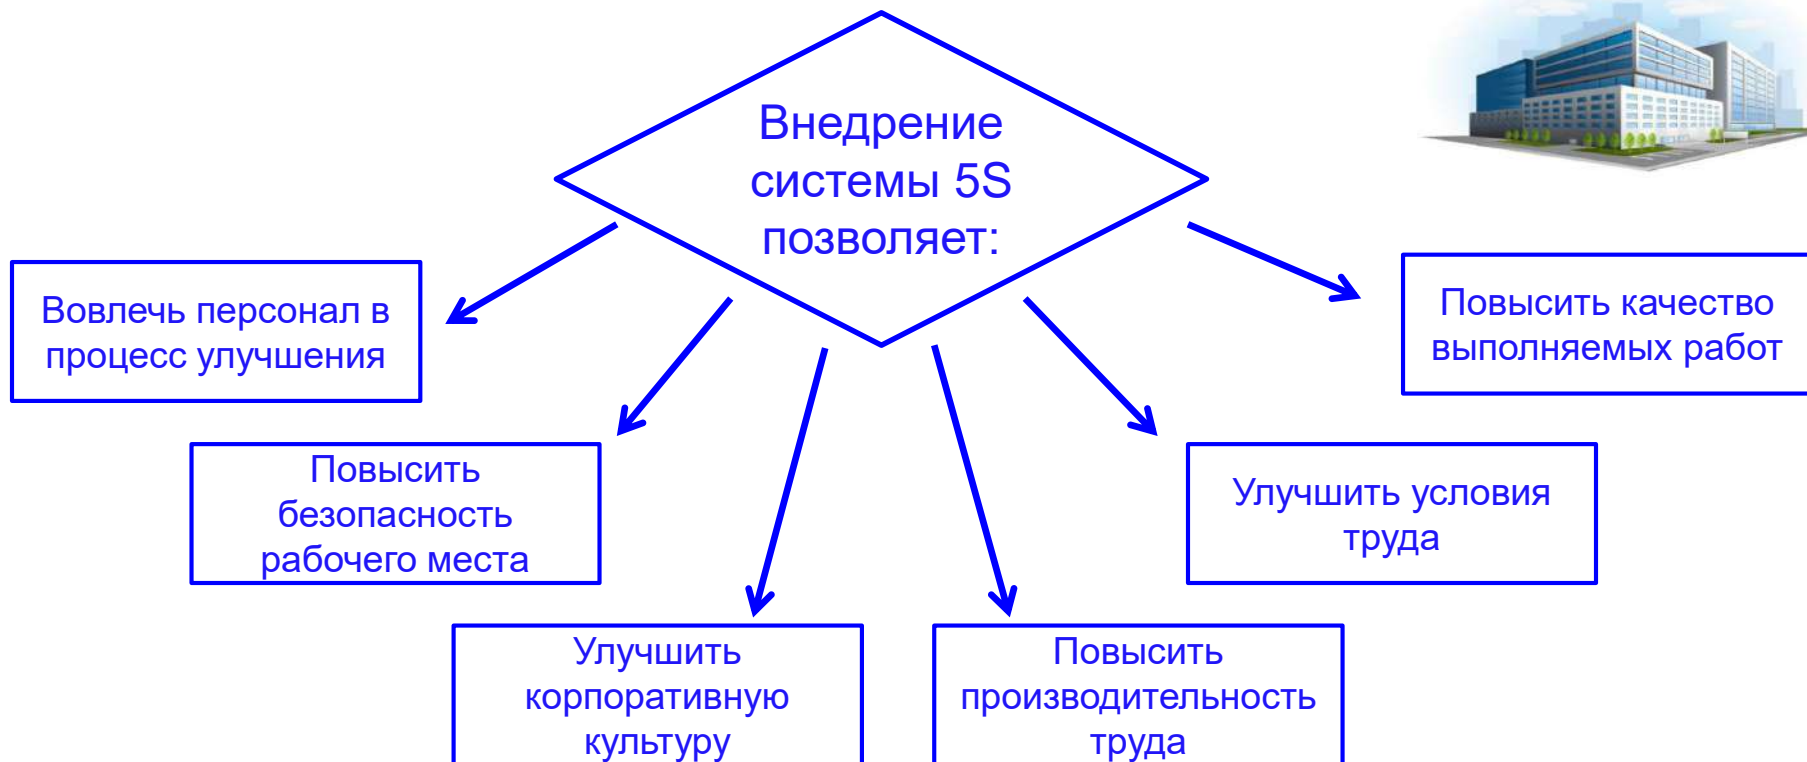 Внедрение
системы 5S
позволяет:
Вовлечь персонал в
процесс улучшения
Повысить
безопасность
рабочего места
Улучшить
корпоративную
культуру
Повысить
производительность
труда
Улучшить условия
труда
Повысить качество
выполняемых работ